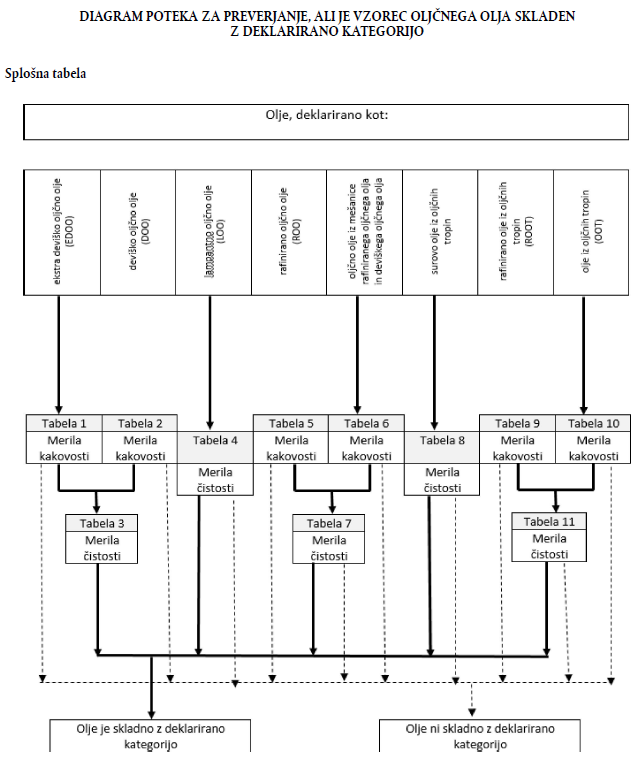 DIAGRAM POTEKA ZA PREVERJANJE, ALI JE VZOREC OLJČNEGA OLJA SKLADEN
Z DEKLARIRANO KATEGORIJO
Splošna tabela
Olje, deklarirano kot:
ekstra deviško oljčno olje
(EDOO)
deviško oljčno olje
(DOO)
lampantno oljčno olje
(LOO)
rafinirano oljčno olje
(ROO)
oljčno olje iz mešanice
rafiniranega oljčnega olja
in deviškega oljčnega olja
surovo olje iz oljčnih
tropin
rafinirano olje iz oljčnih
tropin
(ROOT)
olje iz oljčnih tropin
(OOT)
Tabela 1
Merila
kakovosti
Tabela 2
Merila
kakovosti
Tabela 4
Merila
čistosti
Tabela 5
Merila
kakovosti
Tabela 6
Merila
kakovosti
Tabela 8
Merila
čistosti
Tabela 9
Merila
kakovosti
Tabela 10
Merila
kakovosti
Tabela 3
Merila
čistosti
Tabela 7
Merila
čistosti
Tabela 11
Merila
čistosti
Olje je skladno z deklarirano
kategorijo
Olje ni skladno z deklarirano
kategorijo